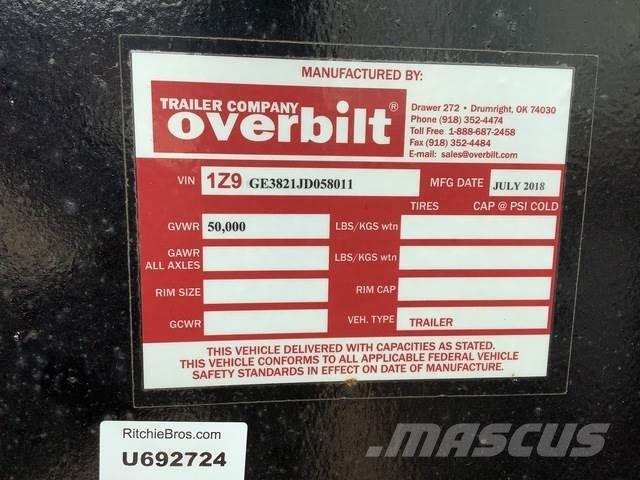 MANUFACTURED BY:
TRAILER COMPANY
overbilt®
Drawer 272 • Drumright, OK 74030
Phone (918) 352-4474
Toll Free 1-888-687-2458
Fax (918) 352-4484
E-mail: sales@overbilt.com
VIN 1Z9 GE3821JD058011 MFG DATE JULY 2018
TIRES CAP @ PSI COLD
GVWR 50,000 LBS/KGS wtn
GAWR
ALL AXLES LBS/KGS wtn
RIM SIZE RIM CAP
GCWR VEH. TYPE TRAILER
THIS VEHICLE DELIVERED WITH CAPACITIES AS STATED.
THIS VEHICLE CONFORMS TO ALL APPLICABLE FEDERAL VEHICLE
SAFETY STANDARDS IN EFFECT ON DATE OF MANUFACTURE.
RitchieBros.com
U692724
MASCUS